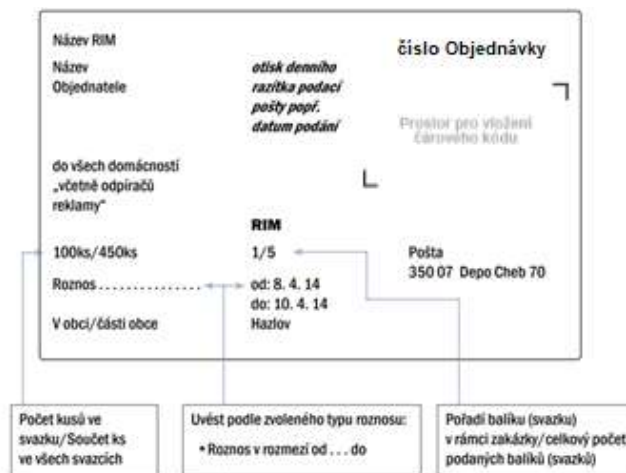 Název RIM
číslo Objednávky
Název
Objednatele
otisk denního
razítka podací
pošty popř.
datum podání
Prostor pro vložení
čárového kódu
do všech domácností
„včetně odpíračů
reklamy"
RIM
100ks/450ks
1/5
Pošta
350 07 Depo Cheb 70
Roznos ................
od: 8. 4. 14
do: 10. 4. 14
V obci/části obce
Hazlov
Počet kusů ve
svazku/Součet ks
ve všech svazcích
Uvést podle zvoleného typu roznosu:
• Roznos v rozmezí od . . . do
Pořadí balíku (svazku)
v rámci zakázky/celkový počet
podaných balíků (svazků)